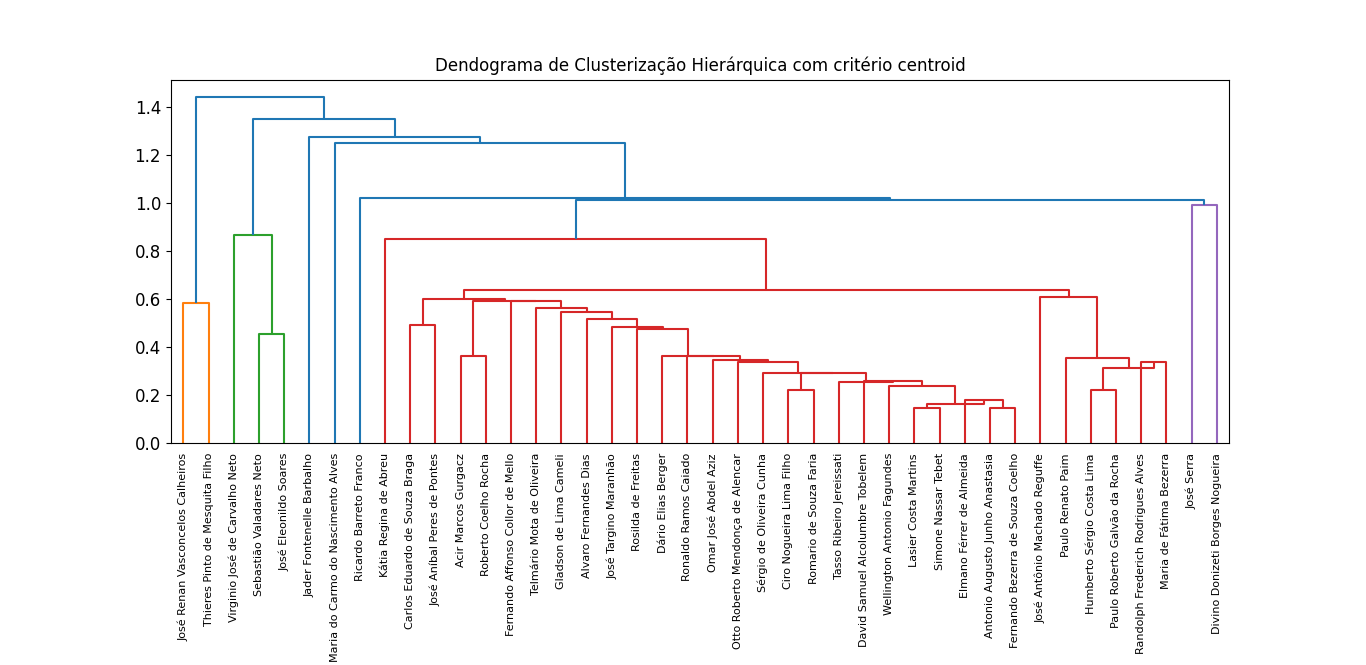 Dendograma de Clusterização Hierárquica com critério centroid
1.4
1.2
1.0
0.8
0.6
0.4
0.2
0.0
José Renan Vasconcelos Calheiros
Thieres Pinto de Mesquita Filho
Virginio José de Carvalho Neto
Sebastião Valadares Neto
José Eleonildo Soares
Jader Fontenelle Barbalho
Maria do Carmo do Nascimento Alves
Ricardo Barreto Franco
Kátia Regina de Abreu
Carlos Eduardo de Souza Braga
José Aníbal Peres de Pontes
Acir Marcos Gurgacz
Roberto Coelho Rocha
Fernando Affonso Collor de Mello
Telmário Mota de Oliveira
Gladson de Lima Cameli
Alvaro Fernandes Dias
José Targino Maranhão
Rosilda de Freitas
Dário Elias Berger
Ronaldo Ramos Caiado
Omar José Abdel Aziz
Otto Roberto Mendonça de Alencar
Sérgio de Oliveira Cunha
Ciro Nogueira Lima Filho
Romario de Souza Faria
Tasso Ribeiro Jereissati
David Samuel Alcolumbre Tobelem
Wellington Antonio Fagundes
Lasier Costa Martins
Simone Nassar Tebet
Elmano Férrer de Almeida
Antonio Augusto Junho Anastasia
Fernando Bezerra de Souza Coelho
José Antônio Machado Reguffe
Paulo Renato Paim
Humberto Sérgio Costa Lima
Paulo Roberto Galvão da Rocha
Randolph Frederich Rodrigues Alves
Maria de Fátima Bezerra
José Serra
Divino Donizeti Borges Nogueira